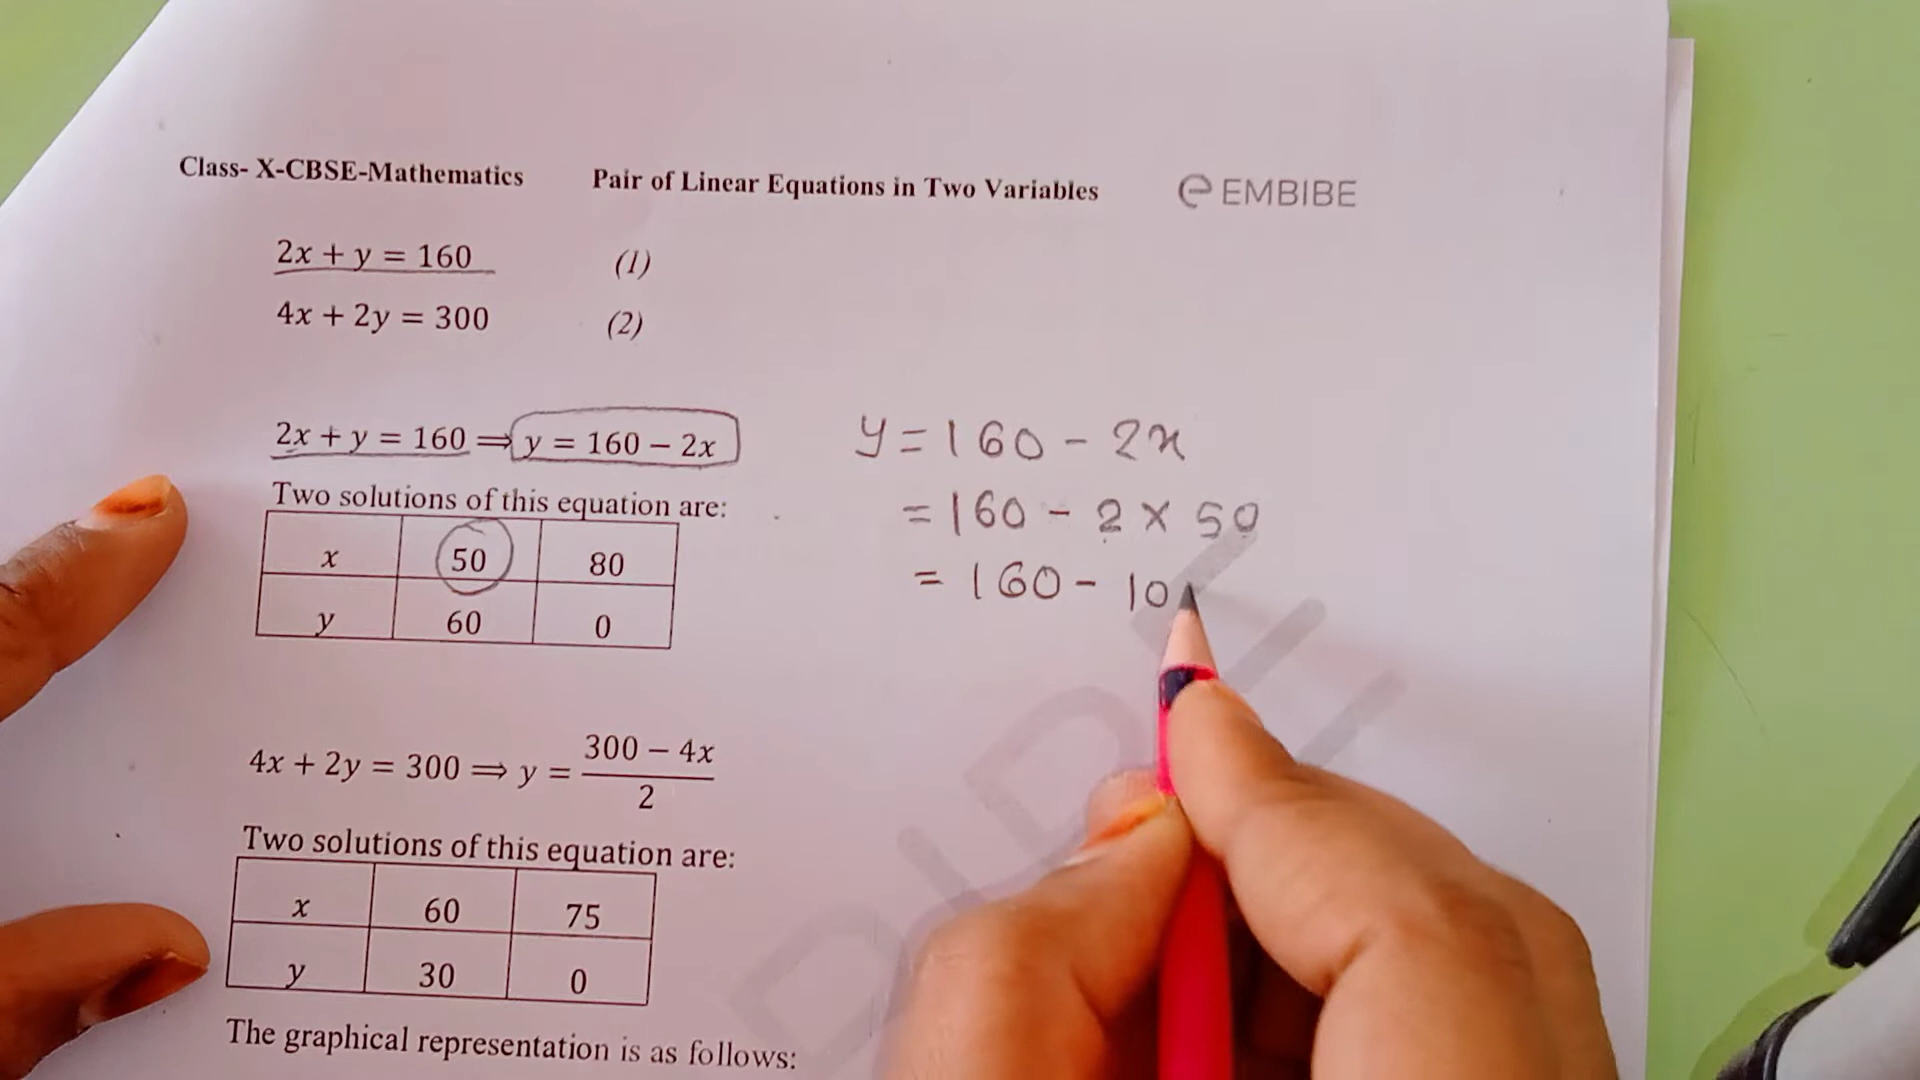 Class- X-CBSE-Mathematics Pair of Linear Equations in Two Variables EMBIBE
2x + y = 160 (1)
4x + 2y = 300 (2)
2x + y = 160 ⟹ y = 160 − 2x
Two solutions of this equation are:
x 50 80
y 60 0
4x + 2y = 300 ⟹ y = (300 − 4x)/2
Two solutions of this equation are:
x 60 75
y 30 0
The graphical representation is as follows:
y = 160 - 2x
= 160 - 2 × 50
= 160 - 10